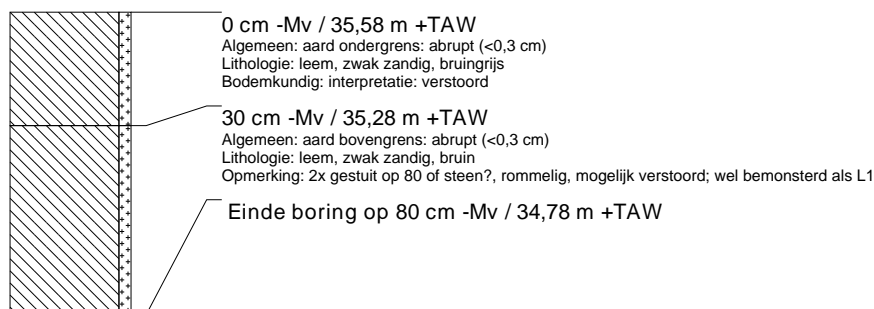 0 cm -Mv / 35,58 m +TAW
Algemeen: aard ondergrens: abrupt (<0,3 cm)
Lithologie: leem, zwak zandig, bruingrijs
Bodemkundig: interpretatie: verstoord
30 cm -Mv / 35,28 m +TAW
Algemeen: aard bovengrens: abrupt (<0,3 cm)
Lithologie: leem, zwak zandig, bruin
Opmerking: 2x gestuit op 80 of steen?, rommelig, mogelijk verstoord; wel bemonsterd als L1
Einde boring op 80 cm -Mv / 34,78 m +TAW